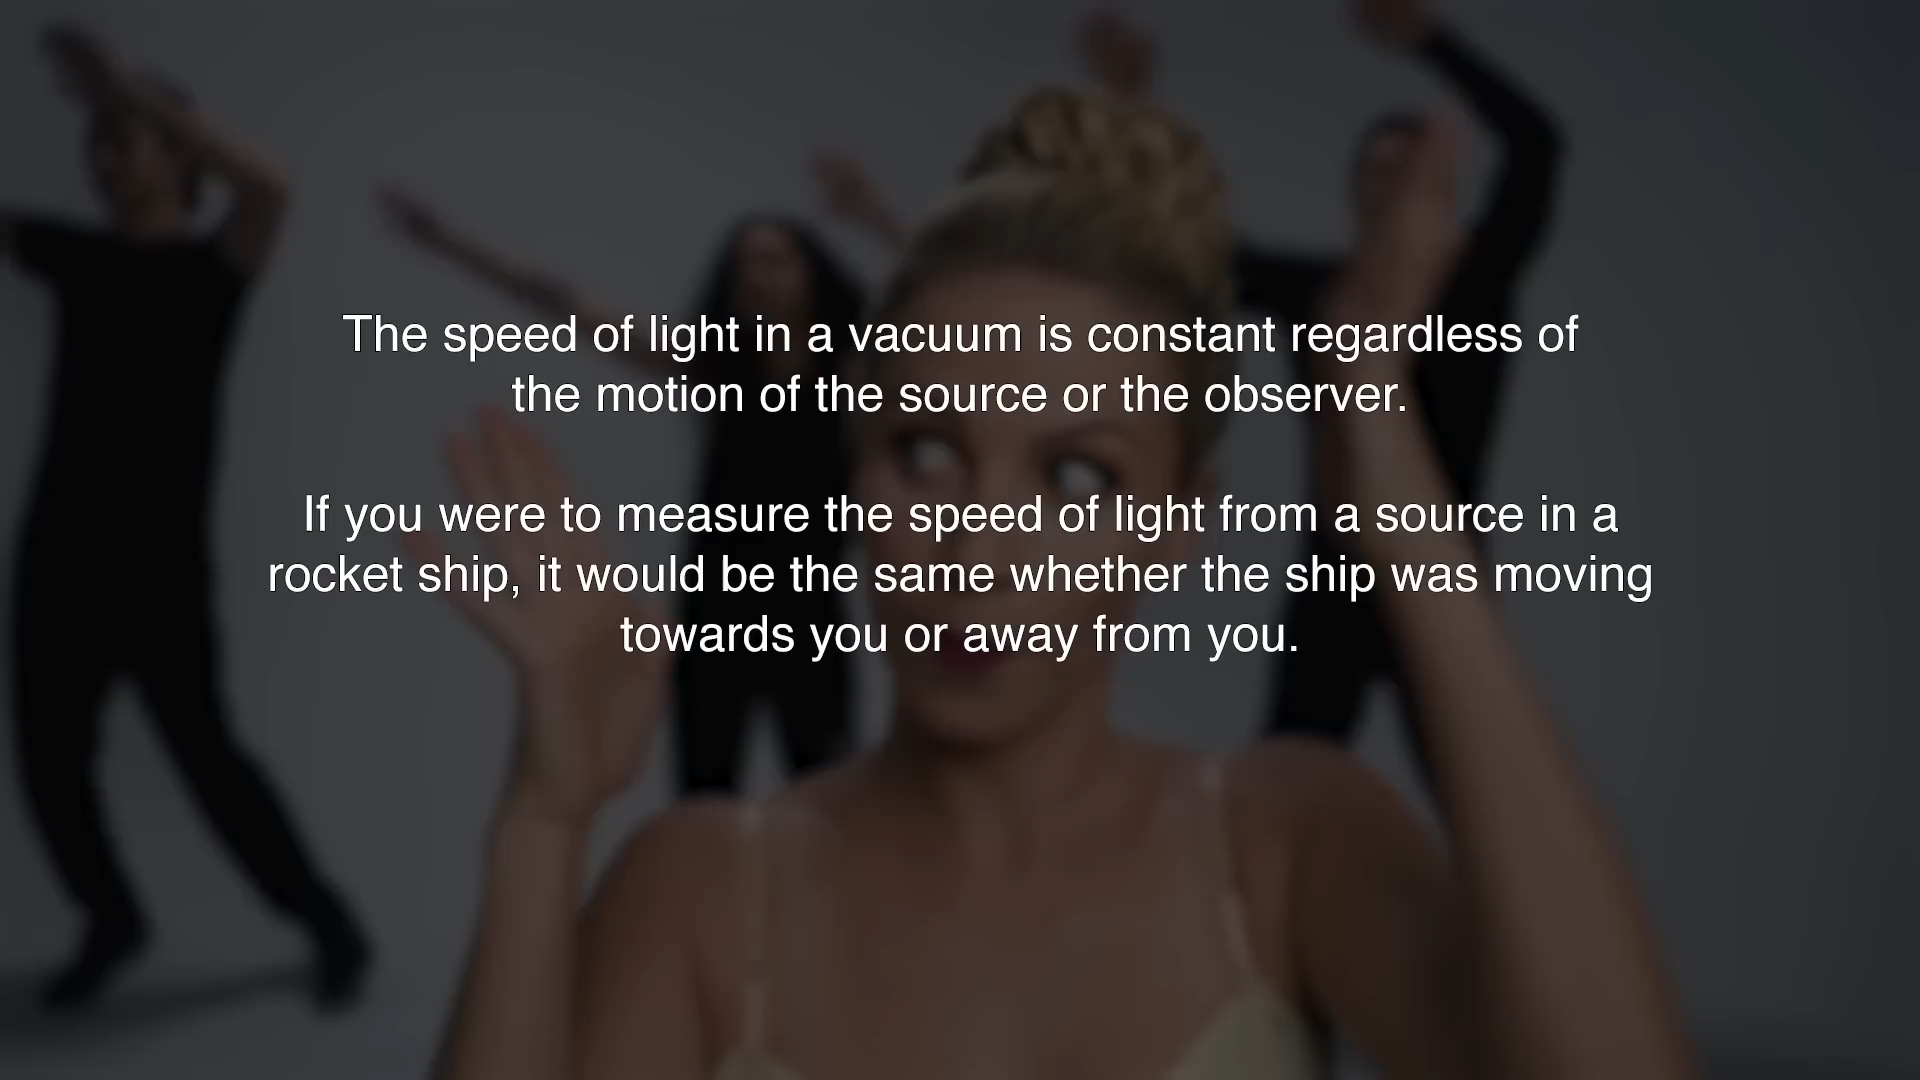 The speed of light in a vacuum is constant regardless of
the motion of the source or the observer.
If you were to measure the speed of light from a source in a
rocket ship, it would be the same whether the ship was moving
towards you or away from you.